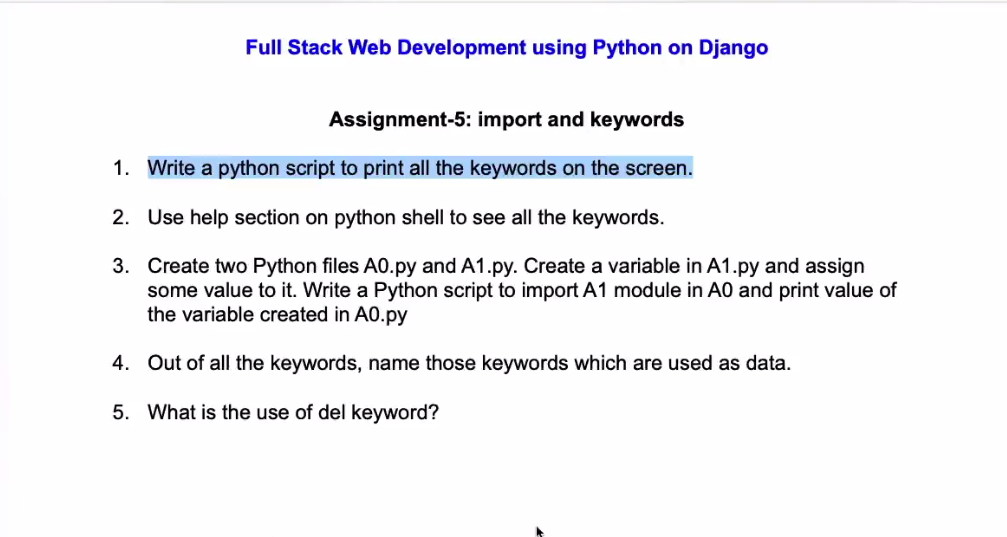 Full Stack Web Development using Python on Django
Assignment-5: import and keywords
1. Write a python script to print all the keywords on the screen.
2. Use help section on python shell to see all the keywords.
3. Create two Python files A0.py and A1.py. Create a variable in A1.py and assign
some value to it. Write a Python script to import A1 module in A0 and print value of
the variable created in A0.py
4. Out of all the keywords, name those keywords which are used as data.
5. What is the use of del keyword?